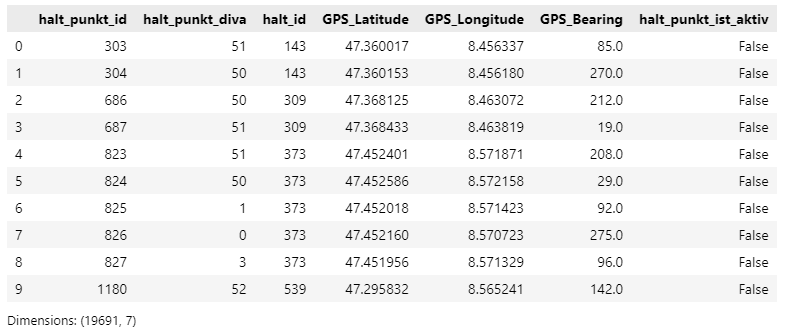 halt_punkt_id halt_punkt_diva halt_id GPS_Latitude GPS_Longitude GPS_Bearing halt_punkt_ist_aktiv
0 303 51 143 47.360017 8.456337 85.0 False
1 304 50 143 47.360153 8.456180 270.0 False
2 686 50 309 47.368125 8.463072 212.0 False
3 687 51 309 47.368433 8.463819 19.0 False
4 823 51 373 47.452401 8.571871 208.0 False
5 824 50 373 47.452586 8.572158 29.0 False
6 825 1 373 47.452018 8.571423 92.0 False
7 826 0 373 47.452160 8.570723 275.0 False
8 827 3 373 47.451956 8.571329 96.0 False
9 1180 52 539 47.295832 8.565241 142.0 False
Dimensions: (19691, 7)